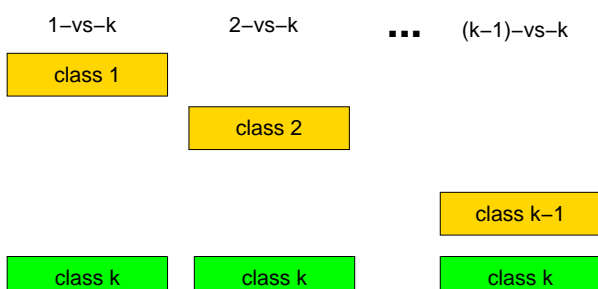 1−vs−k 2−vs−k ... (k−1)−vs−k
class 1
class 2
class k−1
class k class k class k